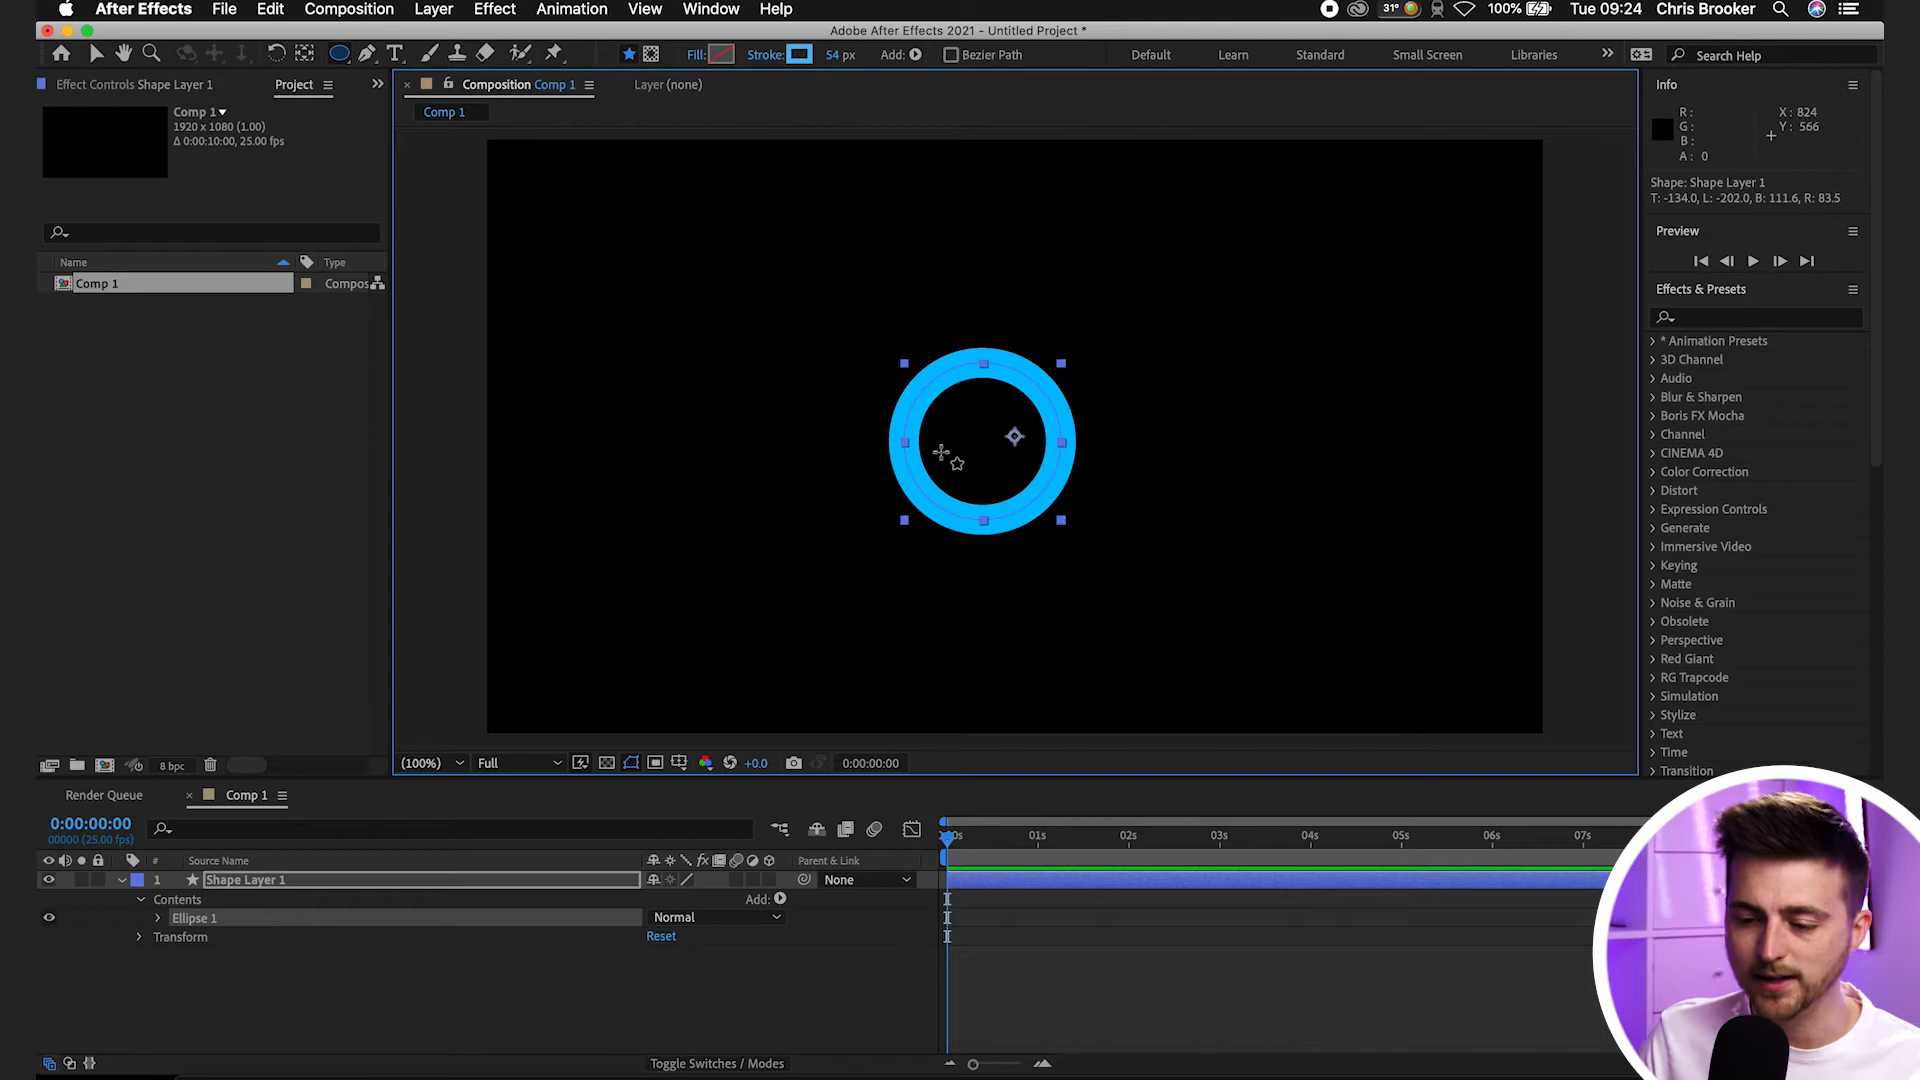 After Effects File Edit Composition Layer Effect Animation View Window Help 31° 100% Tue 09:24 Chris Brooker
Adobe After Effects 2021 - Untitled Project *
Fill: Stroke: 54 px Add: Bezier Path Default Learn Standard Small Screen Libraries Search Help
Effect Controls Shape Layer 1 Project
Composition Comp 1 Layer (none)
Comp 1
Comp 1
1920 x 1080 (1.00)
Δ 0:00:10:00, 25.00 fps
Name Type
Comp 1 Compos
8 bpc
(100%) Full +0.0 0:00:00:00
Info
R: X: 824
G: Y: 566
B:
A: 0
Shape: Shape Layer 1
T: -134.0, L: -202.0, B: 111.6, R: 83.5
Preview
Effects & Presets
* Animation Presets
3D Channel
Audio
Blur & Sharpen
Boris FX Mocha
Channel
CINEMA 4D
Color Correction
Distort
Expression Controls
Generate
Immersive Video
Keying
Matte
Noise & Grain
Obsolete
Perspective
Red Giant
RG Trapcode
Simulation
Stylize
Text
Time
Transition
Render Queue Comp 1
0:00:00:00
00000 (25.00 fps)
01s 02s 03s 04s 05s 06s 07s
# Source Name fx Parent & Link
1 Shape Layer 1 None
Contents Add:
Ellipse 1 Normal
Transform Reset
Toggle Switches / Modes